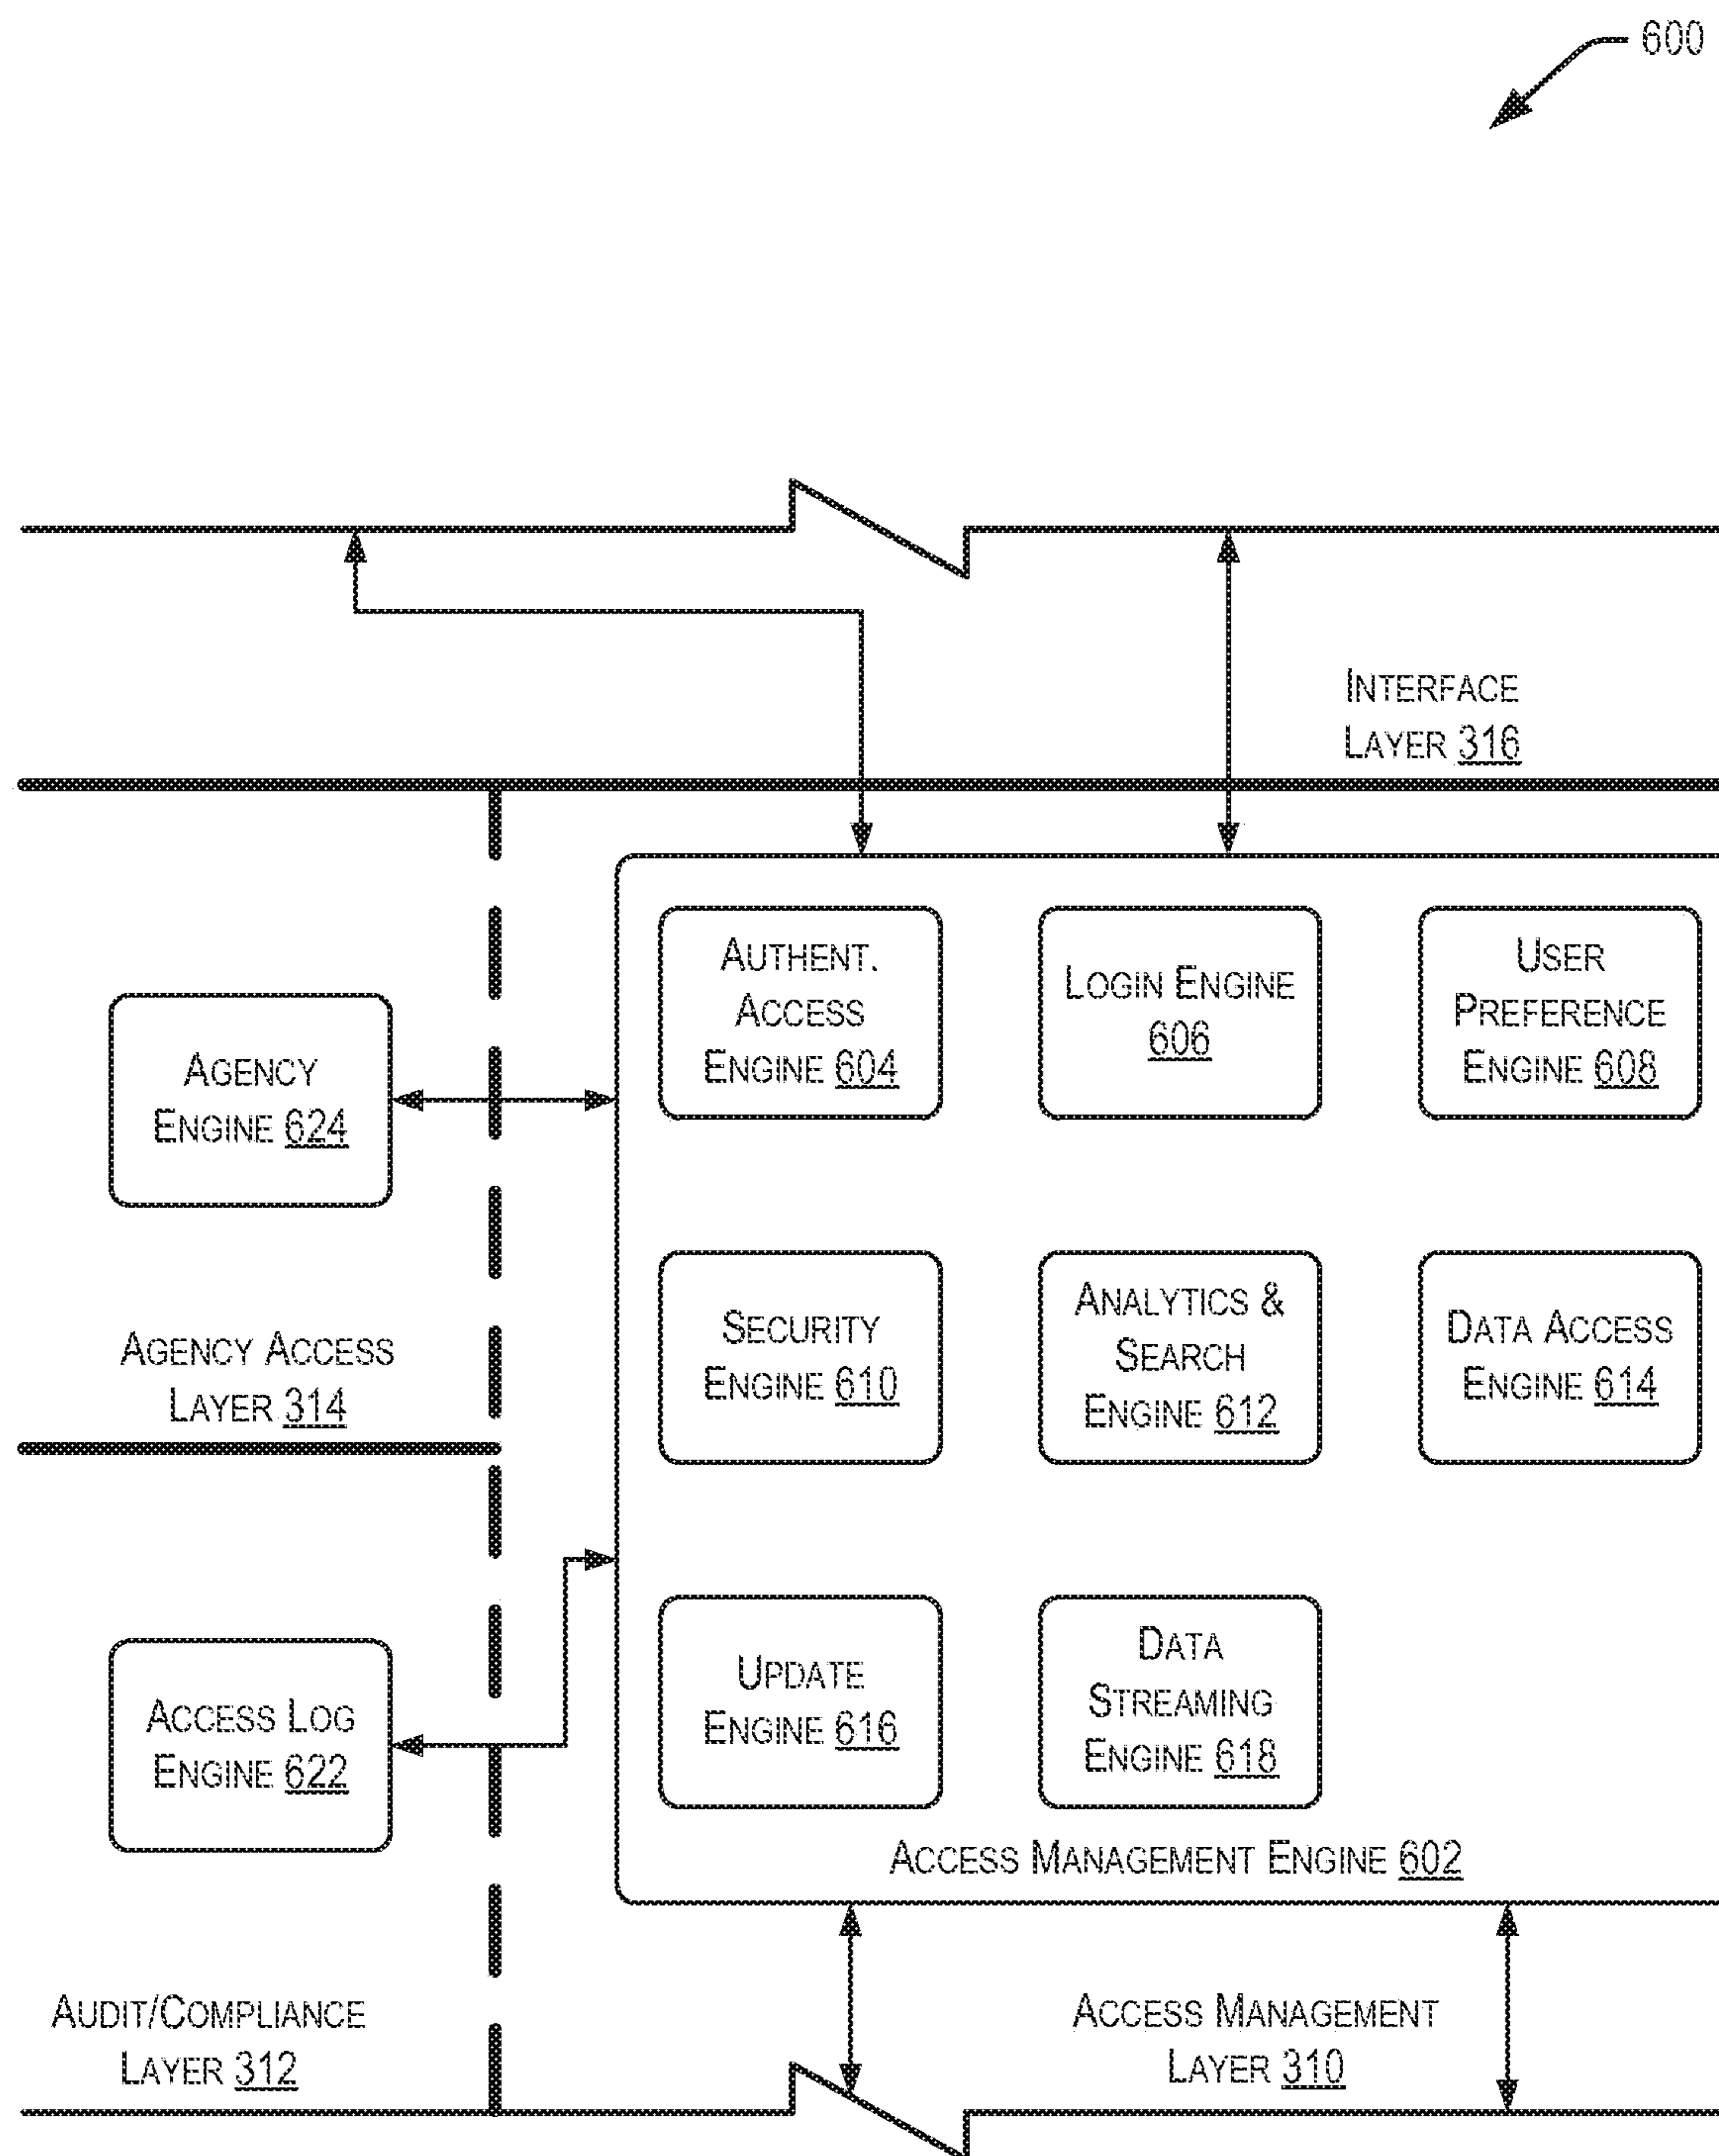 600
INTERFACE
LAYER 316
AUTHENT.
ACCESS
ENGINE 604
LOGIN ENGINE
606
USER
PREFERENCE
ENGINE 608
AGENCY
ENGINE 624
SECURITY
ENGINE 610
ANALYTICS &
SEARCH
ENGINE 612
DATA ACCESS
ENGINE 614
AGENCY ACCESS
LAYER 314
UPDATE
ENGINE 616
DATA
STREAMING
ENGINE 618
ACCESS LOG
ENGINE 622
ACCESS MANAGEMENT ENGINE 602
AUDIT/COMPLIANCE
LAYER 312
ACCESS MANAGEMENT
LAYER 310